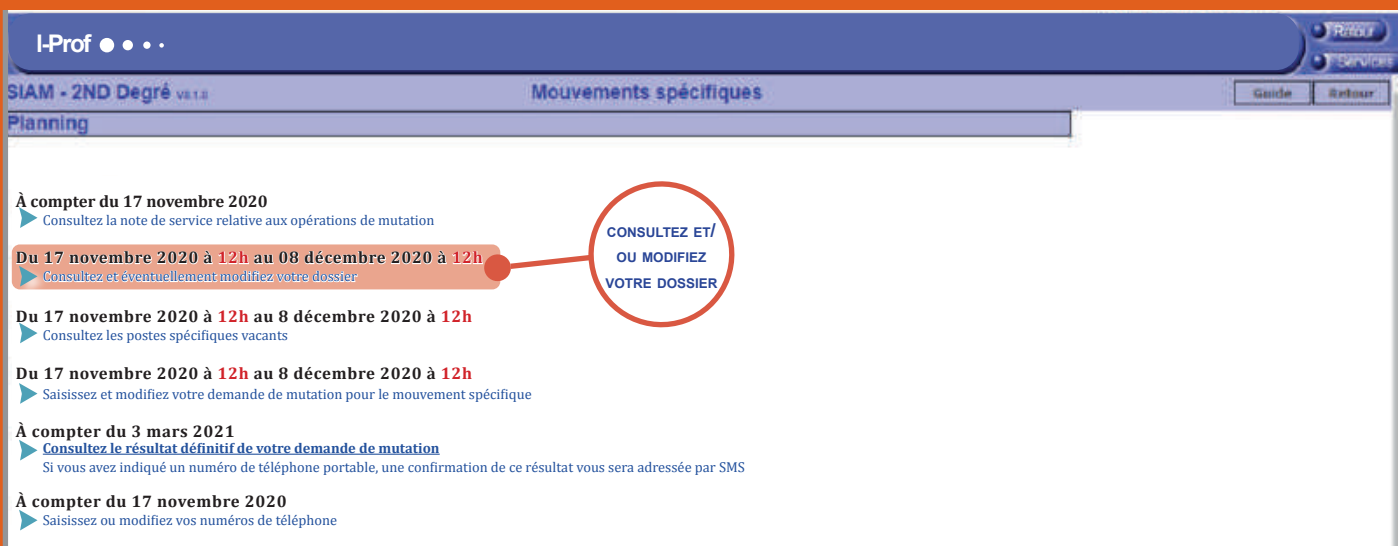 I-Prof
Retour
Services
SIAM - 2ND Degré
Mouvements spécifiques
Guide Retour
Planning
À compter du 17 novembre 2020
Consultez la note de service relative aux opérations de mutation
Du 17 novembre 2020 à 12h au 08 décembre 2020 à 12h
Consultez et éventuellement modifiez votre dossier
CONSULTEZ ET/
OU MODIFIEZ
VOTRE DOSSIER
Du 17 novembre 2020 à 12h au 8 décembre 2020 à 12h
Consultez les postes spécifiques vacants
Du 17 novembre 2020 à 12h au 8 décembre 2020 à 12h
Saisissez et modifiez votre demande de mutation pour le mouvement spécifique
À compter du 3 mars 2021
Consultez le résultat définitif de votre demande de mutation
Si vous avez indiqué un numéro de téléphone portable, une confirmation de ce résultat vous sera adressée par SMS
À compter du 17 novembre 2020
Saisissez ou modifiez vos numéros de téléphone